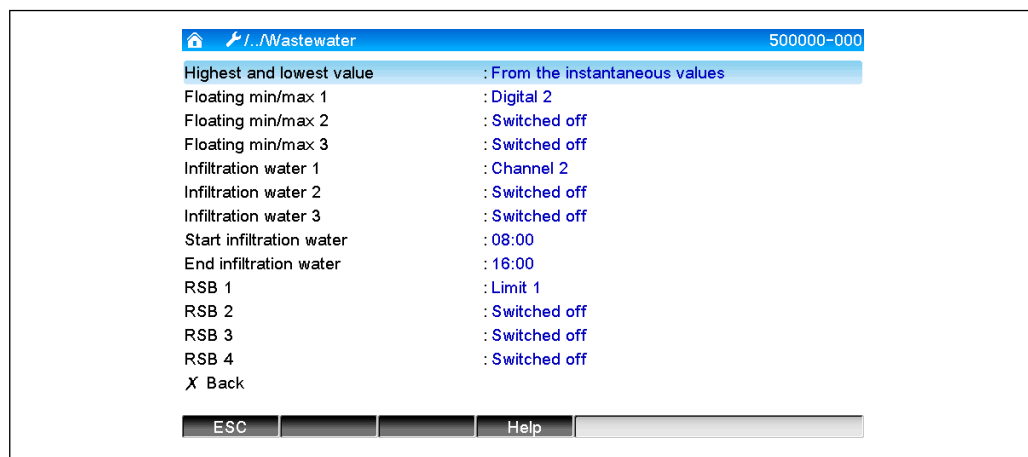 /../Wastewater 500000-000
Highest and lowest value : From the instantaneous values
Floating min/max 1 : Digital 2
Floating min/max 2 : Switched off
Floating min/max 3 : Switched off
Infiltration water 1 : Channel 2
Infiltration water 2 : Switched off
Infiltration water 3 : Switched off
Start infiltration water : 08:00
End infiltration water : 16:00
RSB 1 : Limit 1
RSB 2 : Switched off
RSB 3 : Switched off
RSB 4 : Switched off
X Back
ESC Help